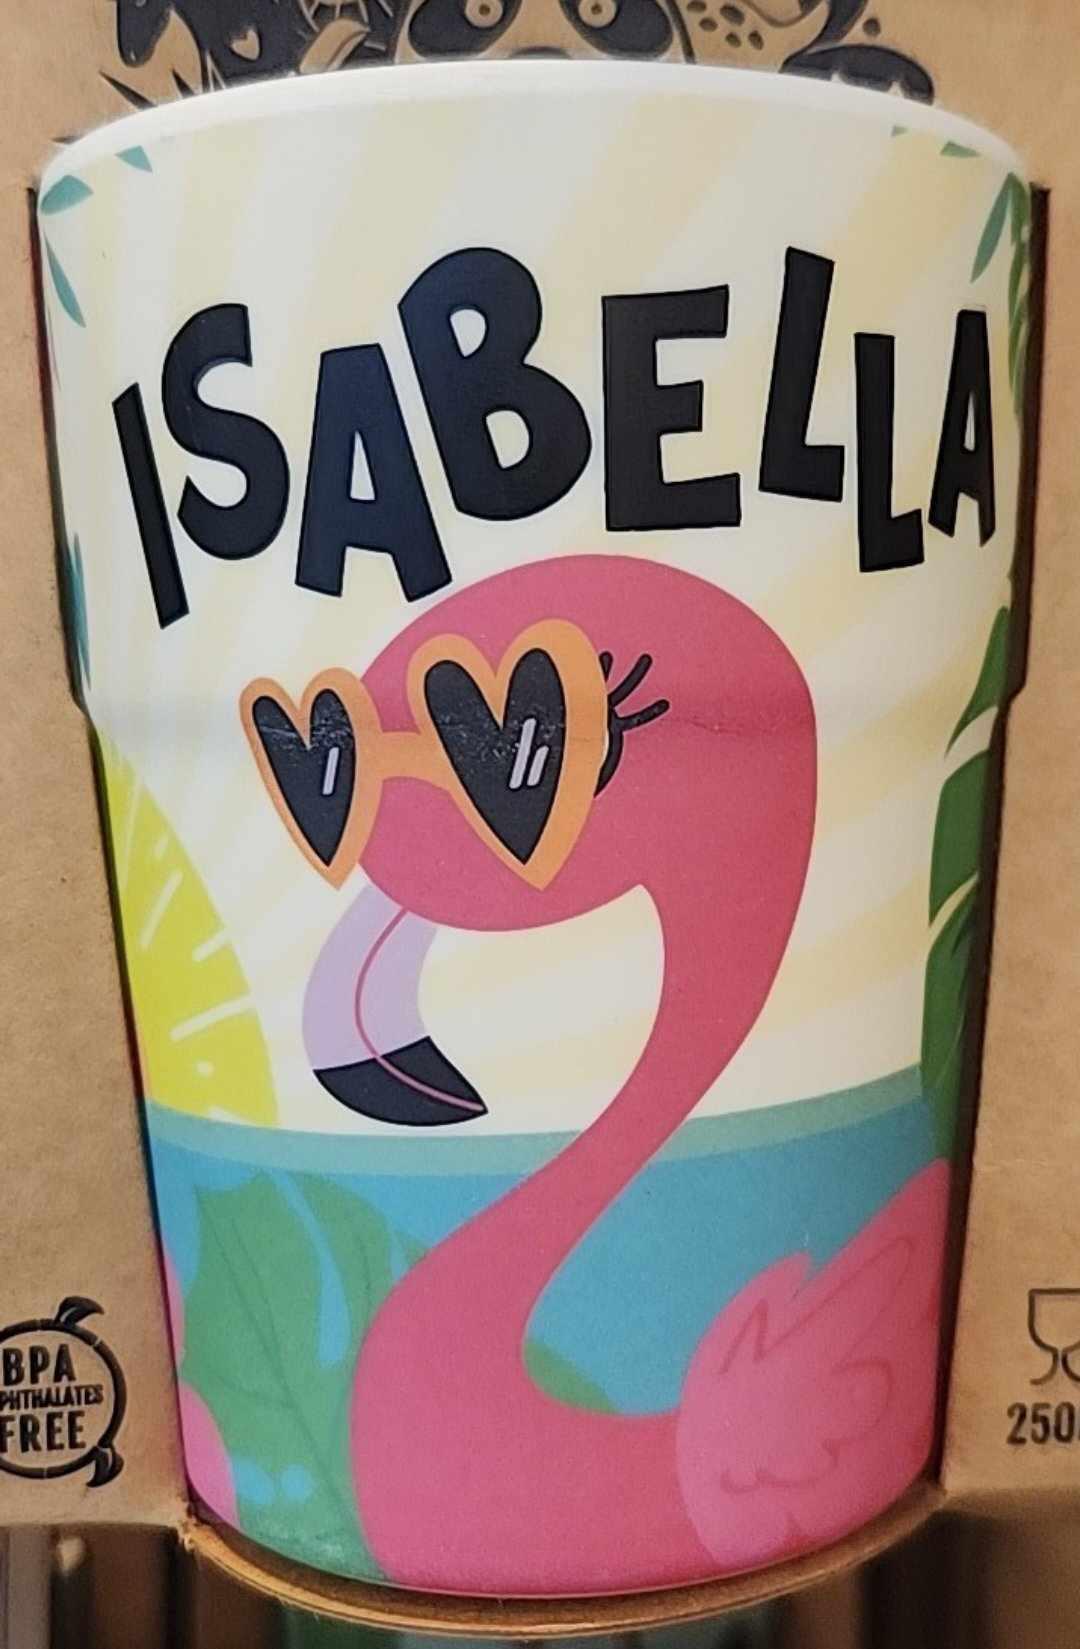 ISABELLA
BPA
PHTHALATES
FREE
250